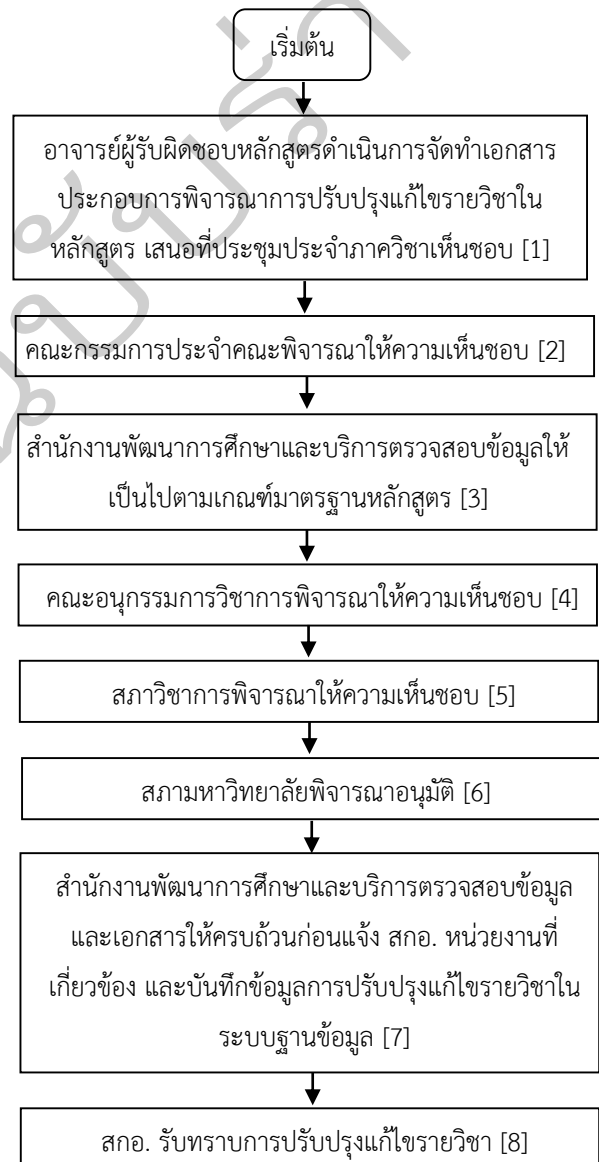 เริ่มต้น
อาจารย์ผู้รับผิดชอบหลักสูตรดำเนินการจัดทำเอกสาร
ประกอบการพิจารณาการปรับปรุงแก้ไขรายวิชาใน
หลักสูตร เสนอที่ประชุมประจำภาควิชาเห็นชอบ [1]
คณะกรรมการประจำคณะพิจารณาให้ความเห็นชอบ [2]
สำนักงานพัฒนาการศึกษาและบริการตรวจสอบข้อมูลให้
เป็นไปตามเกณฑ์มาตรฐานหลักสูตร [3]
คณะอนุกรรมการวิชาการพิจารณาให้ความเห็นชอบ [4]
สภาวิชาการพิจารณาให้ความเห็นชอบ [5]
สภามหาวิทยาลัยพิจารณาอนุมัติ [6]
สำนักงานพัฒนาการศึกษาและบริการตรวจสอบข้อมูล
และเอกสารให้ครบถ้วนก่อนแจ้ง สกอ. หน่วยงานที่
เกี่ยวข้อง และบันทึกข้อมูลการปรับปรุงแก้ไขรายวิชาใน
ระบบฐานข้อมูล [7]
สกอ. รับทราบการปรับปรุงแก้ไขรายวิชา [8]